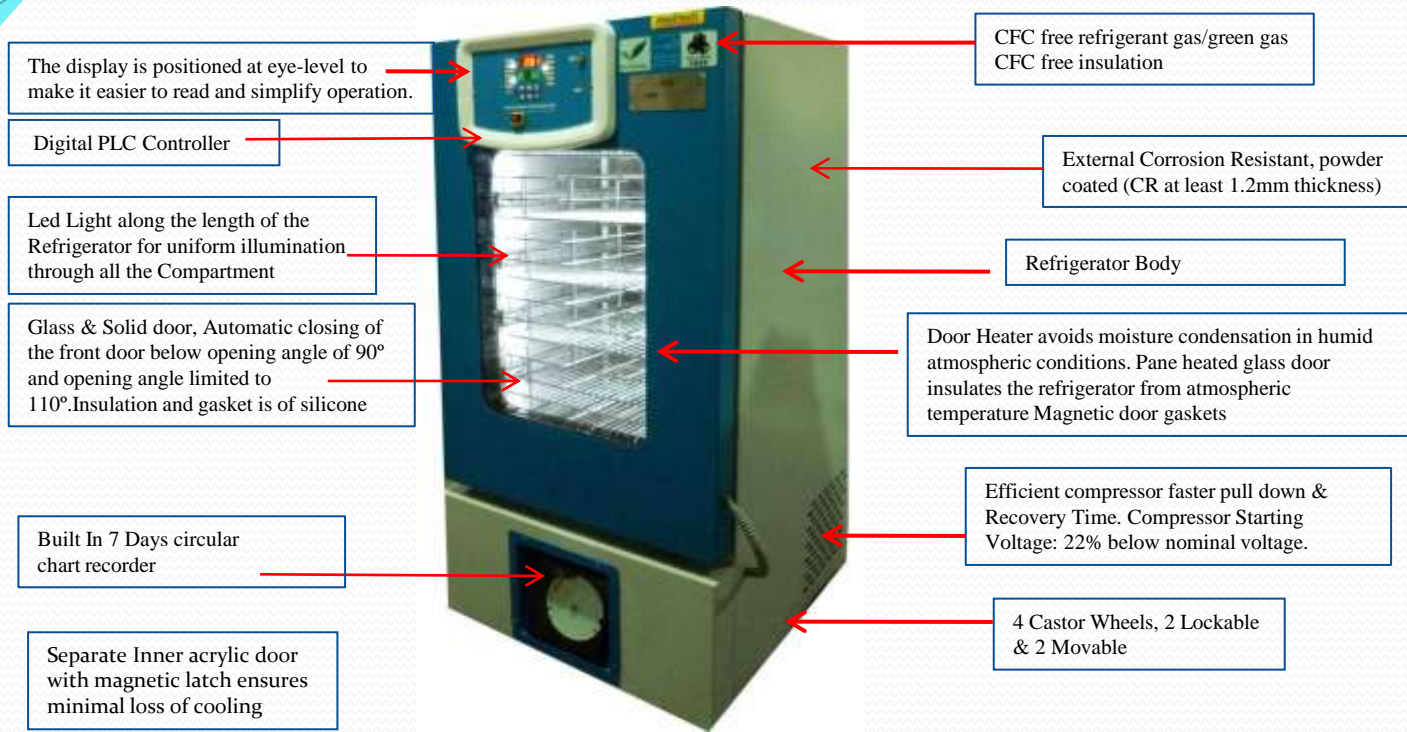 The display is positioned at eye-level to
make it easier to read and simplify operation.
Digital PLC Controller
Led Light along the length of the
Refrigerator for uniform illumination
through all the Compartment
Glass & Solid door, Automatic closing of
the front door below opening angle of 90º
and opening angle limited to
110º.Insulation and gasket is of silicone
Built In 7 Days circular
chart recorder
Separate Inner acrylic door
with magnetic latch ensures
minimal loss of cooling
CFC free refrigerant gas/green gas
CFC free insulation
External Corrosion Resistant, powder
coated (CR at least 1.2mm thickness)
Refrigerator Body
Door Heater avoids moisture condensation in humid
atmospheric conditions. Pane heated glass door
insulates the refrigerator from atmospheric
temperature Magnetic door gaskets
Efficient compressor faster pull down &
Recovery Time. Compressor Starting
Voltage: 22% below nominal voltage.
4 Castor Wheels, 2 Lockable
& 2 Movable